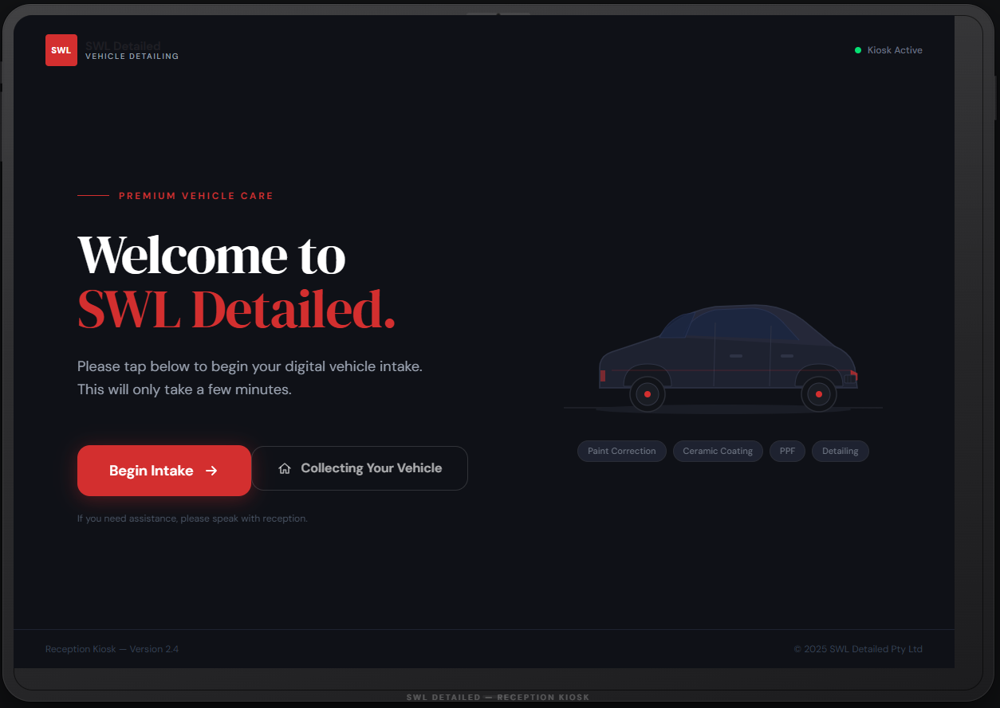 SWL
SWL Detailed
VEHICLE DETAILING
Kiosk Active
PREMIUM VEHICLE CARE
Welcome to
SWL Detailed.
Please tap below to begin your digital vehicle intake.
This will only take a few minutes.
Begin Intake
Collecting Your Vehicle
If you need assistance, please speak with reception.
Paint Correction
Ceramic Coating
PPF
Detailing
Reception Kiosk — Version 2.4
© 2025 SWL Detailed Pty Ltd
SWL DETAILED — RECEPTION KIOSK